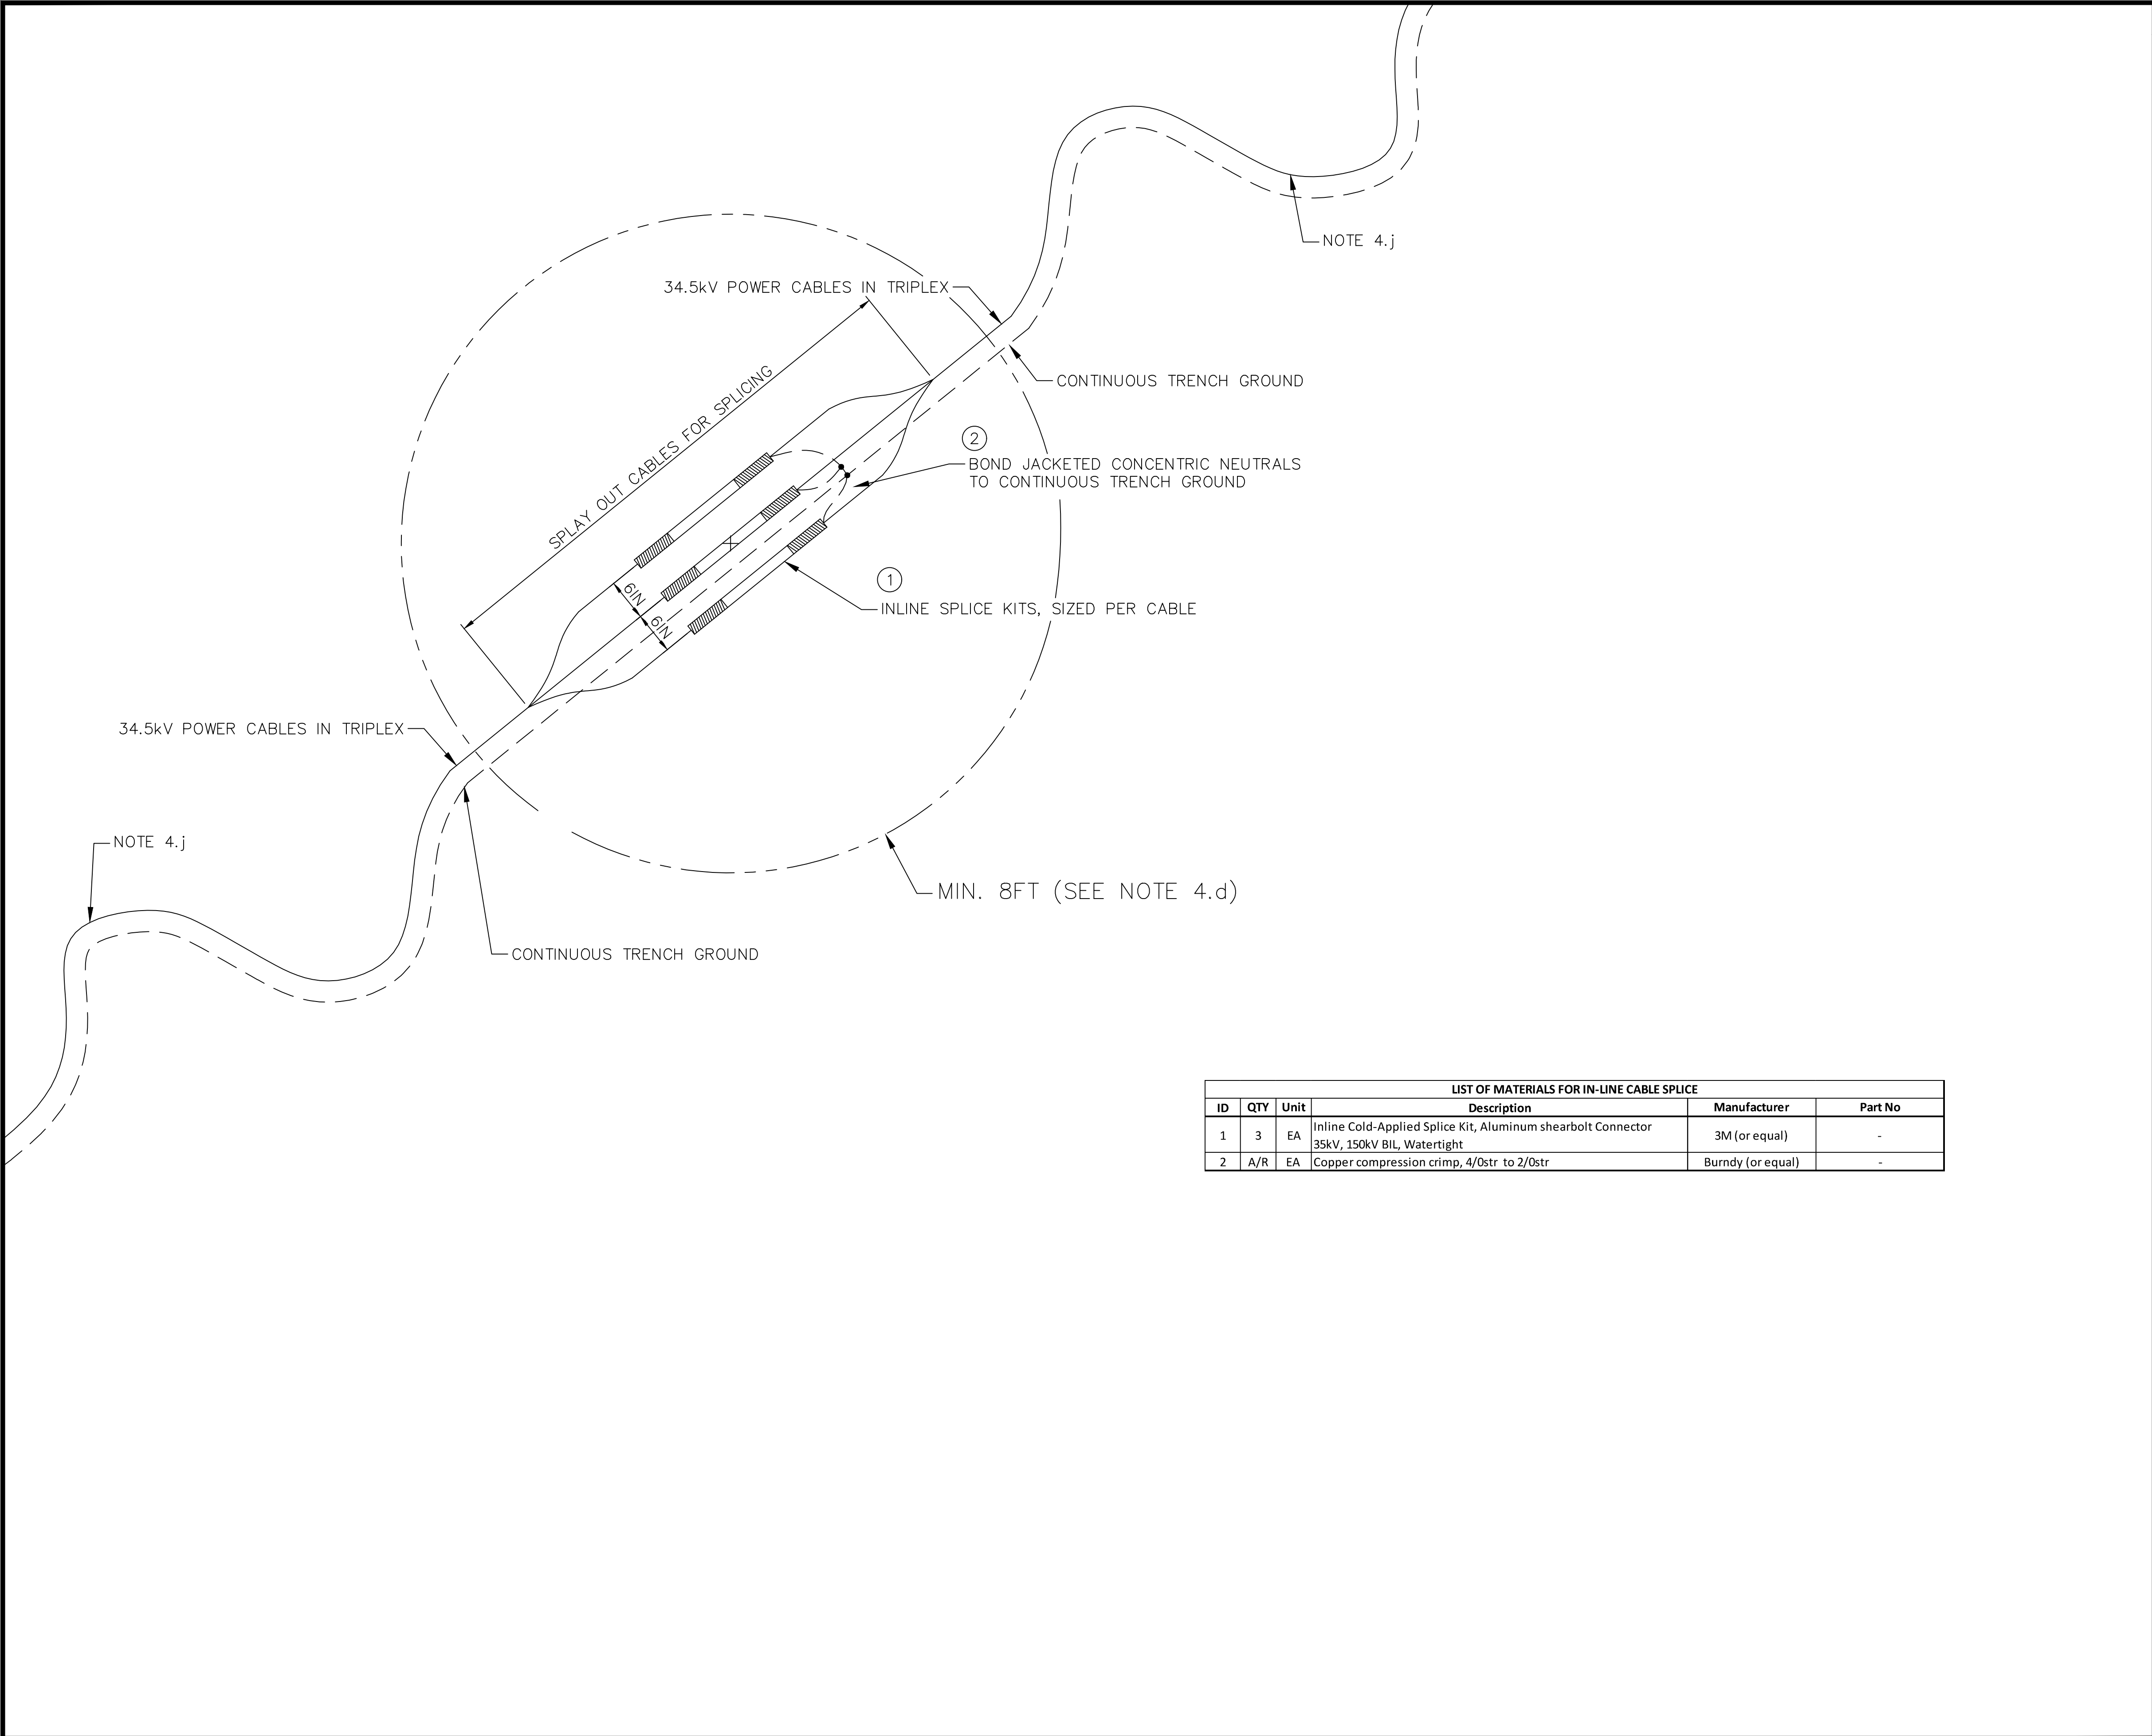 NOTE 4.j
34.5kV POWER CABLES IN TRIPLEX
CONTINUOUS TRENCH GROUND
SPLAY OUT CABLES FOR SPLICING
2
BOND JACKETED CONCENTRIC NEUTRALS
TO CONTINUOUS TRENCH GROUND
1
INLINE SPLICE KITS, SIZED PER CABLE
6IN
6IN
34.5kV POWER CABLES IN TRIPLEX
NOTE 4.j
MIN. 8FT (SEE NOTE 4.d)
CONTINUOUS TRENCH GROUND
LIST OF MATERIALS FOR IN-LINE CABLE SPLICE
ID QTY Unit Description Manufacturer Part No
1 3 EA Inline Cold-Applied Splice Kit, Aluminum shearbolt Connector
35kV, 150kV BIL, Watertight 3M (or equal) -
2 A/R EA Copper compression crimp, 4/0str to 2/0str Burndy (or equal) -